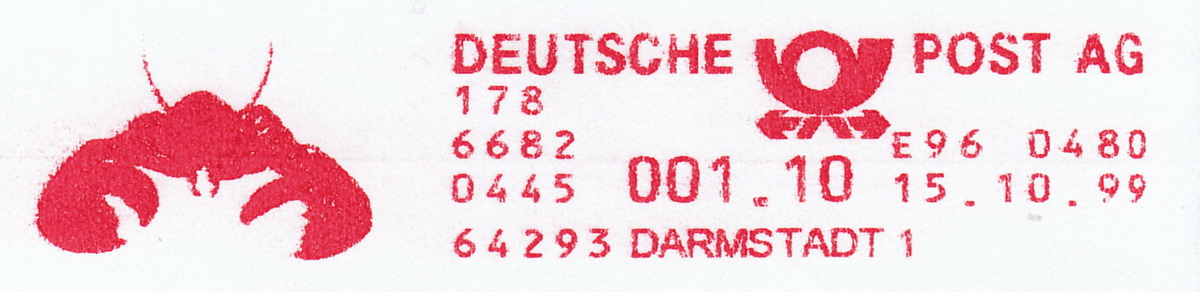 DEUTSCHE POST AG
178
6682 E96 0480
0445 001.10 15.10.99
64293 DARMSTADT 1